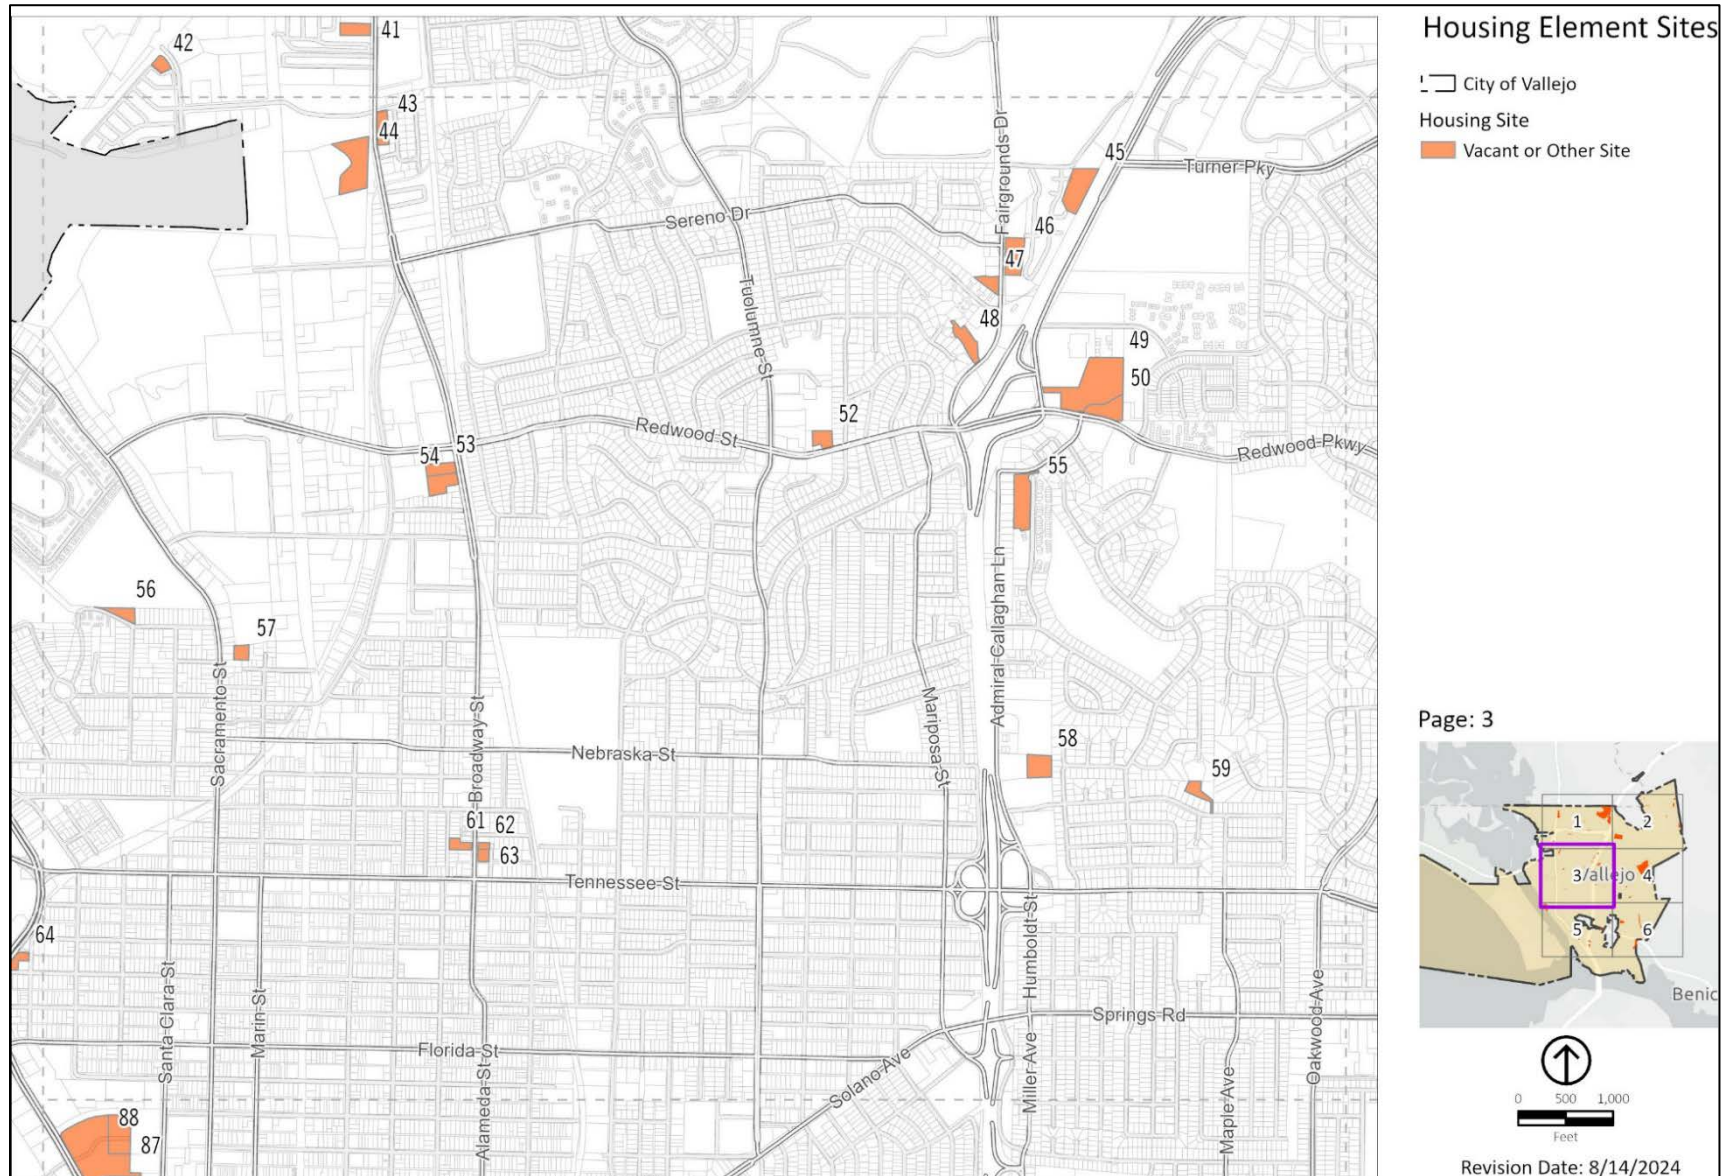 Housing Element Sites
City of Vallejo
Housing Site
Vacant or Other Site
41
42
43
44
45
Turner Pky
Fairgrounds Dr
Sereno Dr
46
47
Tuolumne St
48
49
50
52
Redwood St
53
54
Redwood Pkwy
55
56
57
Admiral Callaghan Ln
Sacramento St
Broadway St
Mariposa St
Nebraska St
58
59
61
62
63
Tennessee St
64
Humboldt St
Santa Clara St
Marin St
Springs Rd
Oakwood Ave
Florida St
Solano Ave
Miller Ave
Maple Ave
Alameda St
88
87
Page: 3
1
2
3
Vallejo
4
5
6
Benic
0 500 1,000
Feet
Revision Date: 8/14/2024